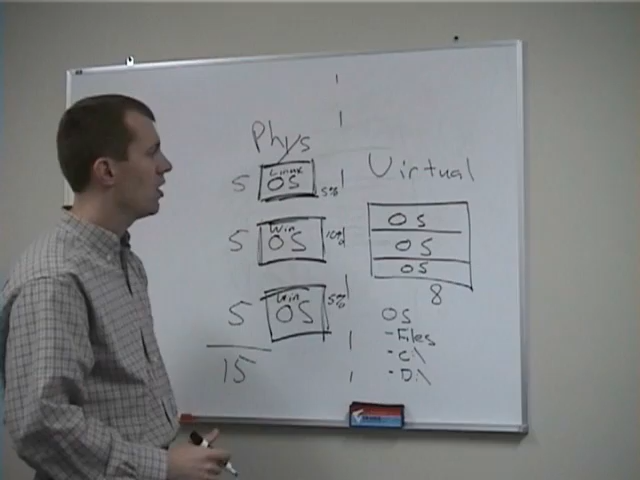 Phys
5 Linux OS 5%
5 Win OS 10%
5 Win OS 5%
15
Virtual
OS
OS
OS
8
OS
- Files
- C:\
- D:\